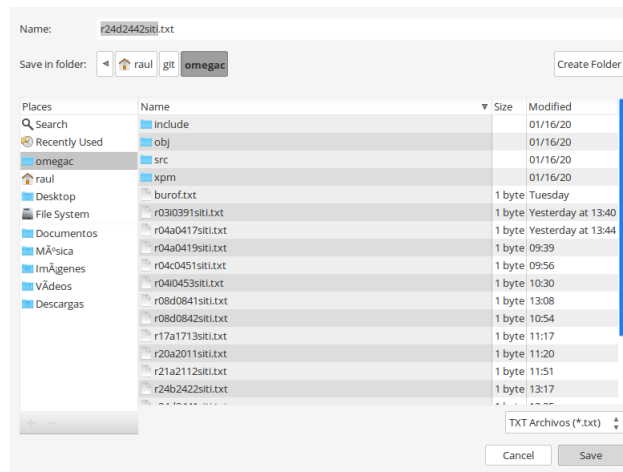 Name: r24d2442siti.txt
Save in folder: raul git omegac Create Folder
Places Name Size Modified
Search include 01/16/20
Recently Used obj 01/16/20
omegac src 01/16/20
raul xpm 01/16/20
Desktop burof.txt 1 byte Tuesday
File System r03i0391siti.txt 1 byte Yesterday at 13:40
Documentos r04a0417siti.txt 1 byte Yesterday at 13:44
MÃºsica r04a0419siti.txt 1 byte 09:39
ImÃ¡genes r04c0451siti.txt 1 byte 09:56
VÃ­deos r04i0453siti.txt 1 byte 10:30
Descargas r08d0841siti.txt 1 byte 13:08
r08d0842siti.txt 1 byte 10:54
r17a1713siti.txt 1 byte 11:17
r20a2011siti.txt 1 byte 11:20
r21a2112siti.txt 1 byte 11:51
r24b2422siti.txt 1 byte 13:17
TXT Archivos (*.txt)
Cancel Save